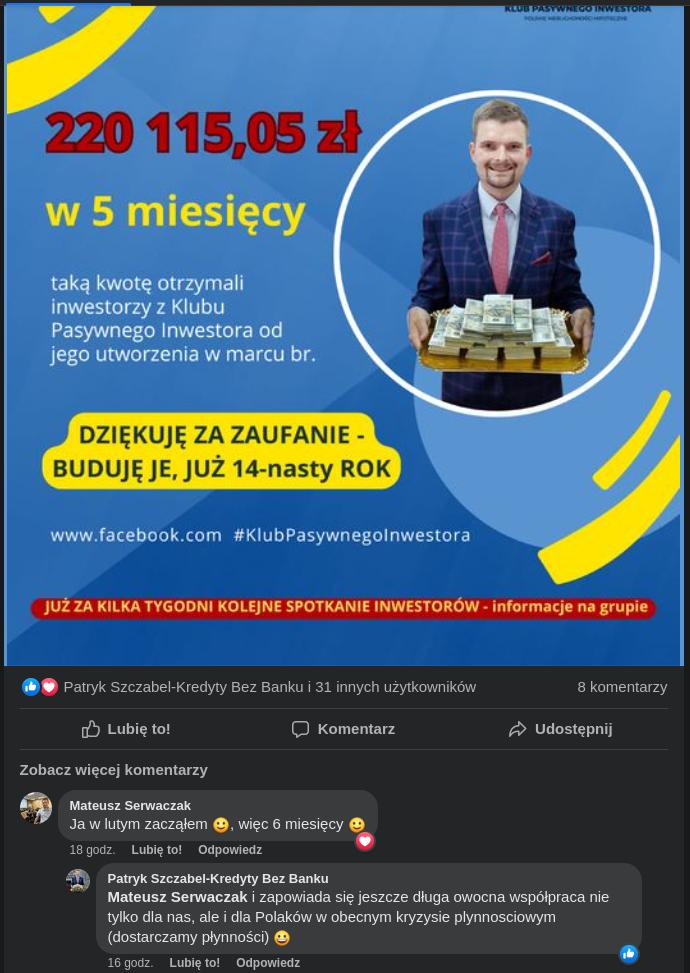 KLUB PASYWNEGO INWESTORA
POLSKIE NIERUCHOMOŚCI HIPOTECZNE
220 115,05 zł
w 5 miesięcy
taką kwotę otrzymali
inwestorzy z Klubu
Pasywnego Inwestora od
jego utworzenia w marcu br.
DZIĘKUJĘ ZA ZAUFANIE -
BUDUJĘ JE, JUŻ 14-nasty ROK
www.facebook.com #KlubPasywnegoInwestora
JUŻ ZA KILKA TYGODNI KOLEJNE SPOTKANIE INWESTORÓW - informacje na grupie
Patryk Szczabel-Kredyty Bez Banku i 31 innych użytkowników 8 komentarzy
Lubię to! Komentarz Udostępnij
Zobacz więcej komentarzy
Mateusz Serwaczak
Ja w lutym zacząłem 😀, więc 6 miesięcy 😀
18 godz. Lubię to! Odpowiedz
Patryk Szczabel-Kredyty Bez Banku
Mateusz Serwaczak i zapowiada się jeszcze długa owocna współpraca nie
tylko dla nas, ale i dla Polaków w obecnym kryzysie plynnosciowym
(dostarczamy płynności) 😀
16 godz. Lubię to! Odpowiedz